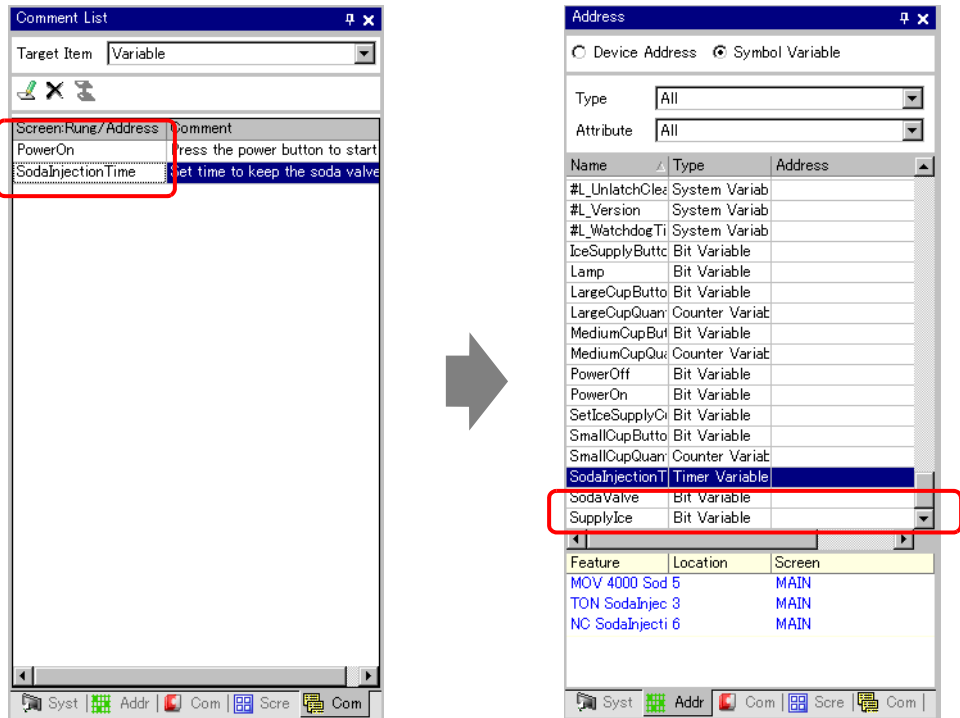 Comment List
Target Item Variable
Screen:Rung/Address Comment
PowerOn Press the power button to start
SodaInjectionTime Set time to keep the soda valve
Syst Addr Com Scre Com
Address
Device Address Symbol Variable
Type All
Attribute All
Name Type Address
#L_UnlatchClea System Variab
#L_Version System Variab
#L_WatchdogTi System Variab
IceSupplyButto Bit Variable
Lamp Bit Variable
LargeCupButto Bit Variable
LargeCupQuan Counter Variab
MediumCupBut Bit Variable
MediumCupQua Counter Variab
PowerOff Bit Variable
PowerOn Bit Variable
SetIceSupplyC Bit Variable
SmallCupButto Bit Variable
SmallCupQuan Counter Variab
SodaInjectionT Timer Variable
SodaValve Bit Variable
SupplyIce Bit Variable
Feature Location Screen
MOV 4000 Sod 5 MAIN
TON SodaInjec 3 MAIN
NC SodaInjecti 6 MAIN
Syst Addr Com Scre Com